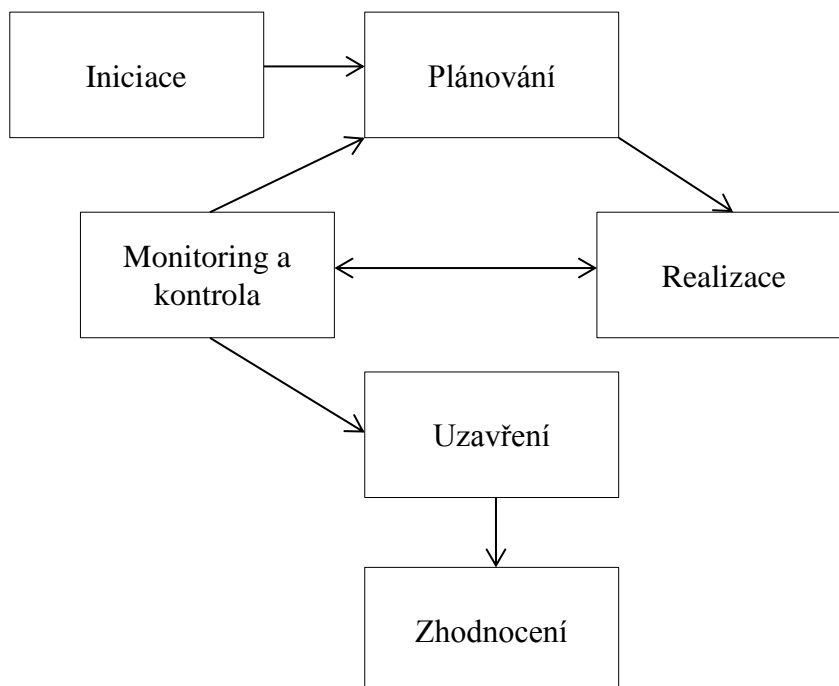 Iniciace
Plánování
Monitoring a
kontrola
Realizace
Uzavření
Zhodnocení